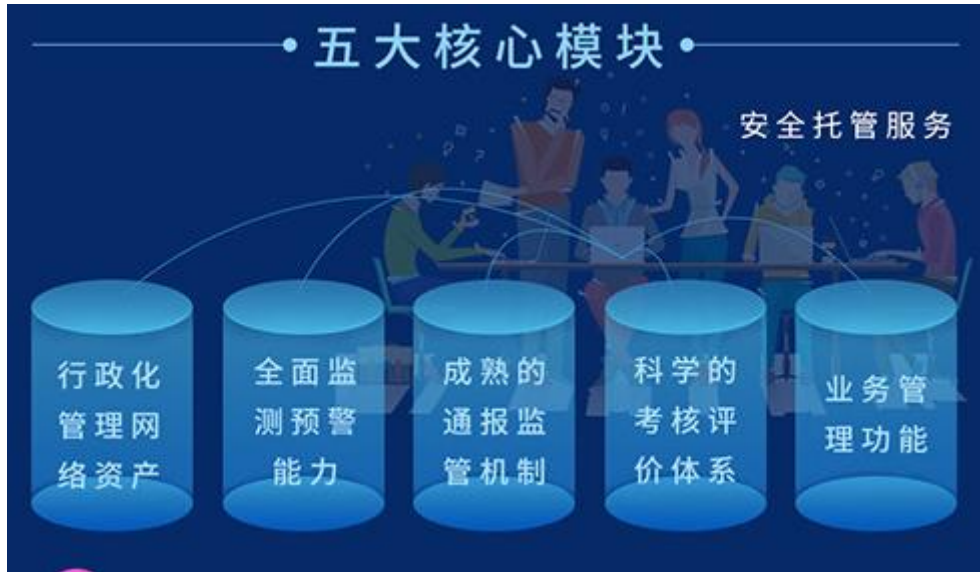 五大核心模块
安全托管服务
行政化
管理网
络资产
全面监
测预警
能力
成熟的
通报监
管机制
科学的
考核评
价体系
业务管
理功能